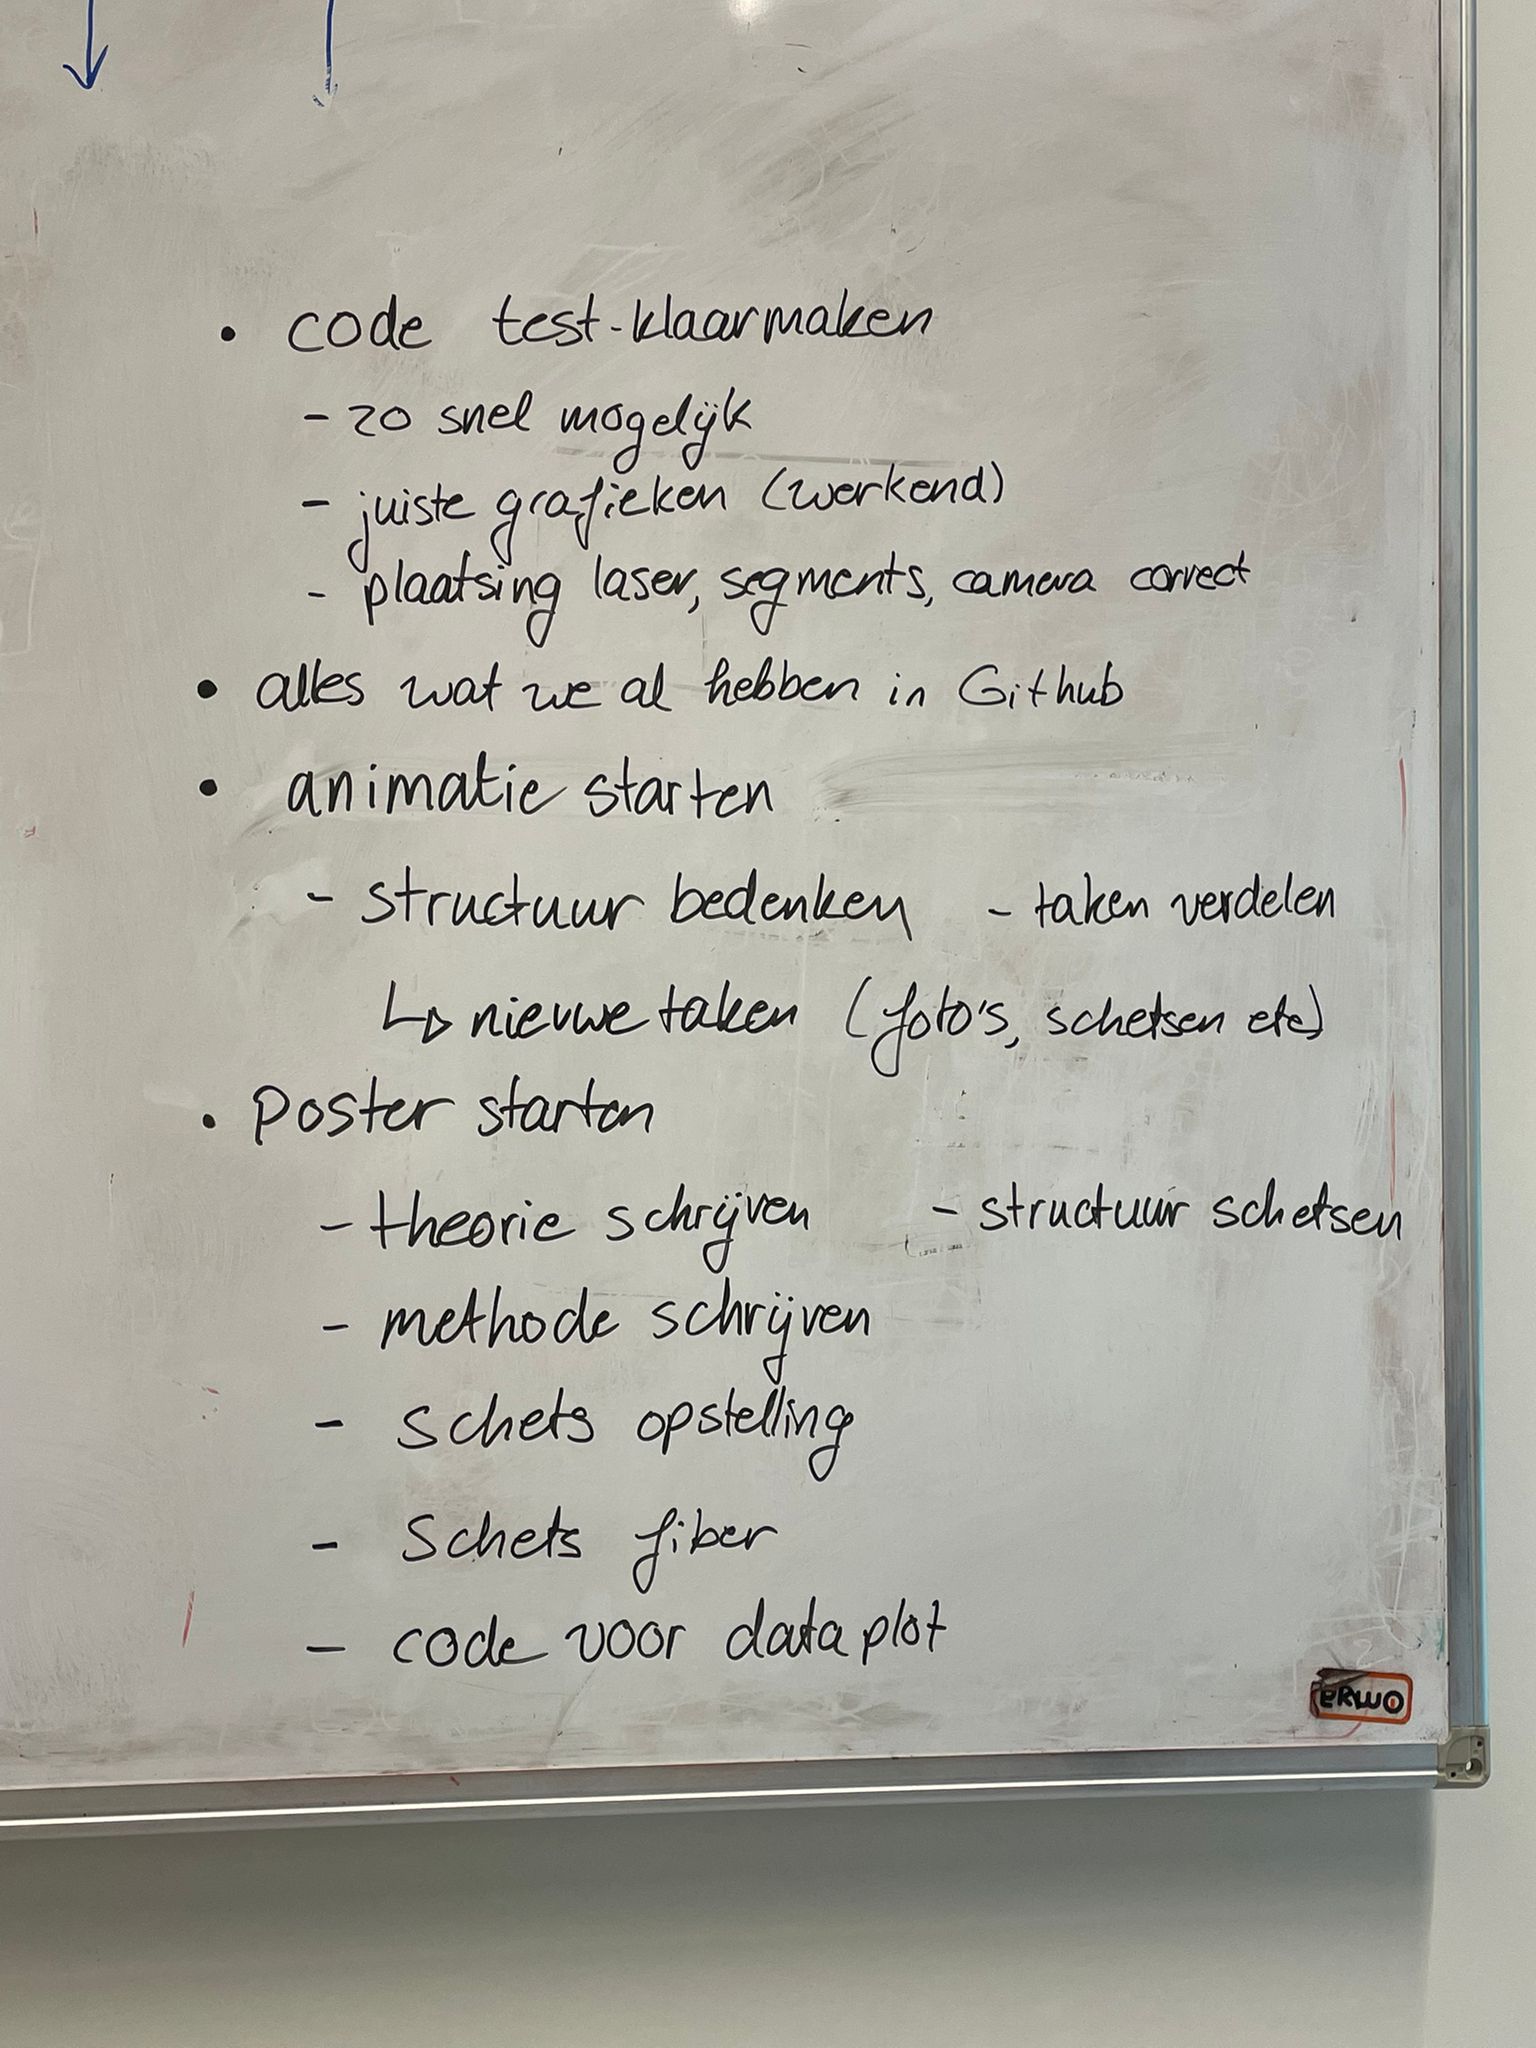 • code test-klaarmaken
- zo snel mogelijk
- juiste grafieken (werkend)
- plaatsing laser, segments, camera correct
• alles wat we al hebben in Github
• animatie starten
- structuur bedenken - taken verdelen
↳ nieuwe taken (foto's, schetsen etc)
• poster starten
- theorie schrijven - structuur schetsen
- methode schrijven
- schets opstelling
- schets fiber
- code voor data plot
ERWO